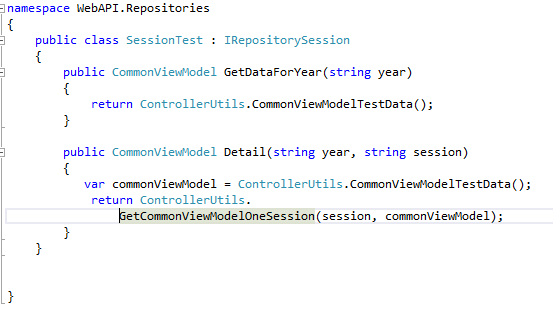 namespace WebAPI.Repositories
{
public class SessionTest : IRepositorySession
{
public CommonViewModel GetDataForYear(string year)
{
return ControllerUtils.CommonViewModelTestData();
}
public CommonViewModel Detail(string year, string session)
{
var commonViewModel = ControllerUtils.CommonViewModelTestData();
return ControllerUtils.
GetCommonViewModelOneSession(session, commonViewModel);
}
}
}